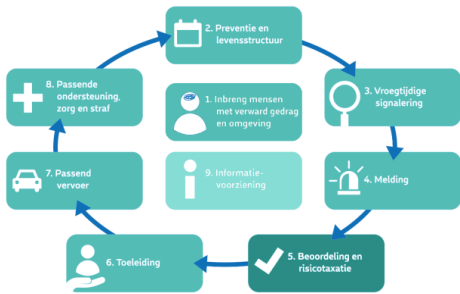 2. Preventie en
levensstructuur
8. Passende
ondersteuning,
zorg en straf
1. Inbreng mensen
met verward gedrag
en omgeving
3. Vroegtijdige
signalering
7. Passend
vervoer
9. Informatie-
voorziening
4. Melding
6. Toeleiding
5. Beoordeling en
risicotaxatie